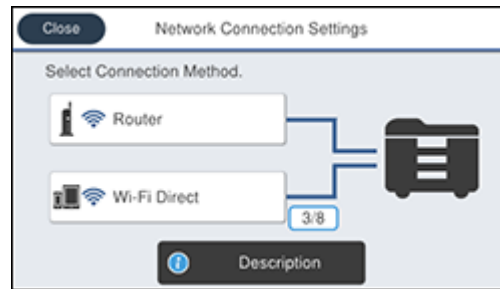 Close
Network Connection Settings
Select Connection Method.
Router
Wi-Fi Direct
3/8
Description